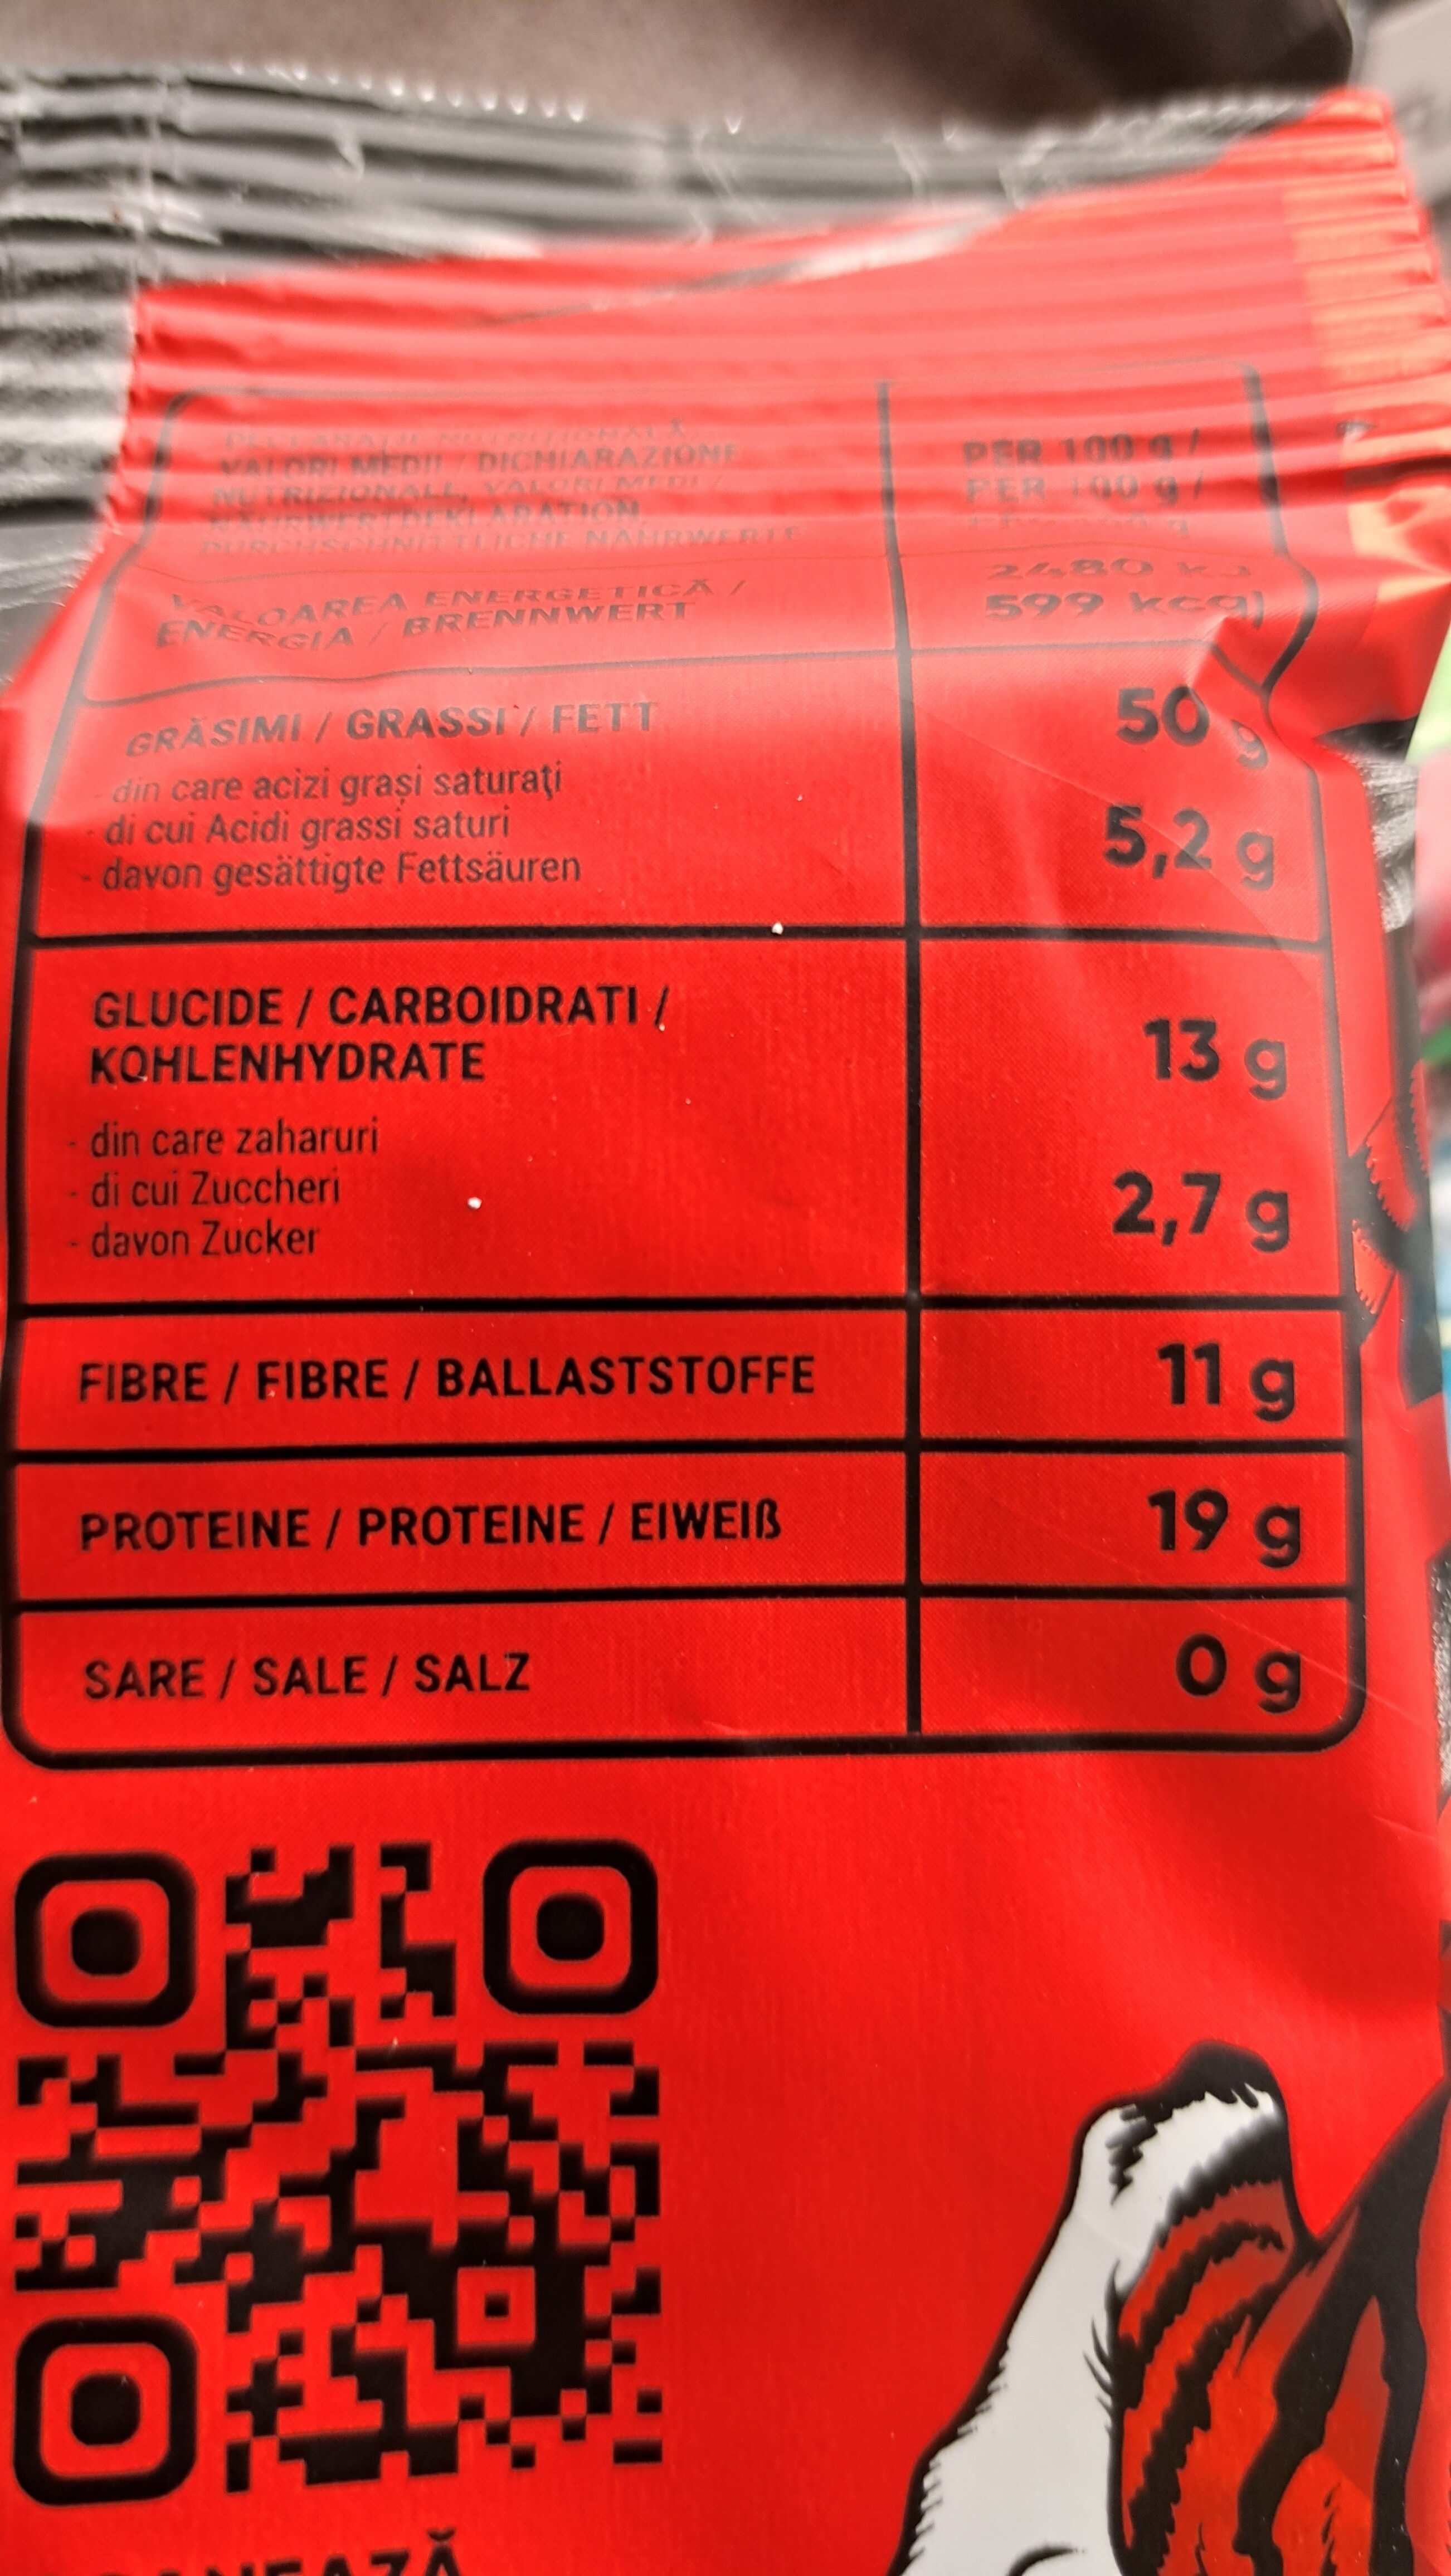 DECLARAȚIE NUTRIȚIONALĂ
VALORI MEDII / DICHIARAZIONE
NUTRIZIONALE, VALORI MEDI /
NÄHRWERTDEKLARATION,
DURCHSCHNITTLICHE NÄHRWERTE
PER 100 g /
PER 100 g /
VALOAREA ENERGETICĂ /
ENERGIA / BRENNWERT
2480 kJ
599 kcal
GRĂSIMI / GRASSI / FETT
50 g
- din care acizi grași saturați
- di cui Acidi grassi saturi
- davon gesättigte Fettsäuren
5,2 g
GLUCIDE / CARBOIDRATI /
KOHLENHYDRATE
13 g
- din care zaharuri
- di cui Zuccheri
- davon Zucker
2,7 g
FIBRE / FIBRE / BALLASTSTOFFE
11 g
PROTEINE / PROTEINE / EIWEIß
19 g
SARE / SALE / SALZ
0 g